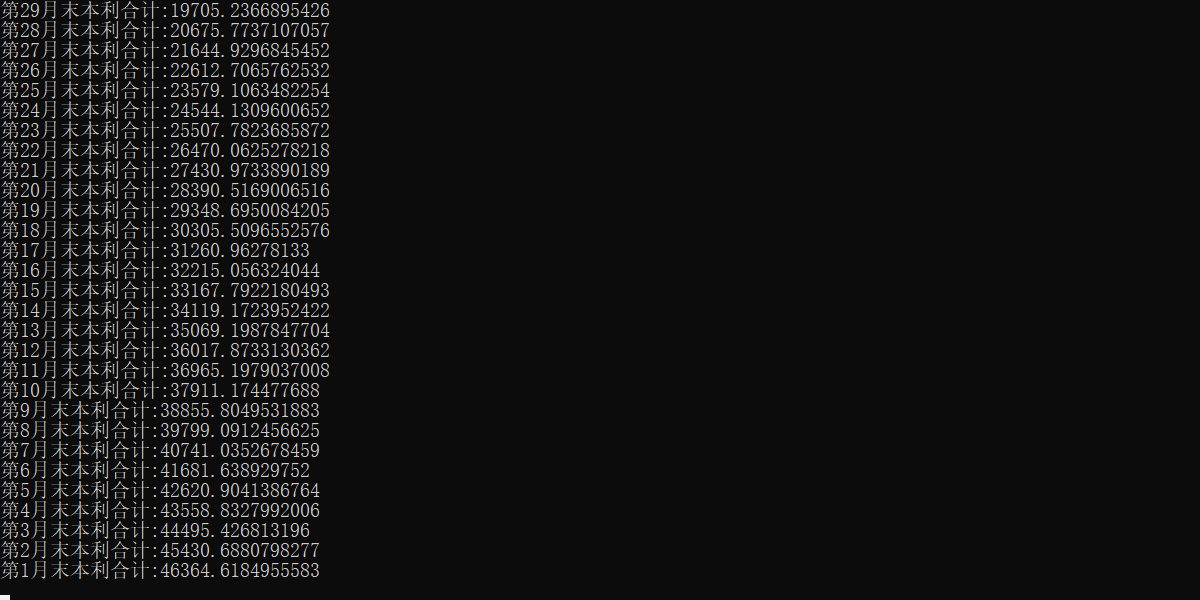 第29月末本利合计:19705.2366895426
第28月末本利合计:20675.7737107057
第27月末本利合计:21644.9296845452
第26月末本利合计:22612.7065762532
第25月末本利合计:23579.1063482254
第24月末本利合计:24544.1309600652
第23月末本利合计:25507.7823685872
第22月末本利合计:26470.0625278218
第21月末本利合计:27430.9733890189
第20月末本利合计:28390.5169006516
第19月末本利合计:29348.6950084205
第18月末本利合计:30305.5096552576
第17月末本利合计:31260.96278133
第16月末本利合计:32215.056324044
第15月末本利合计:33167.7922180493
第14月末本利合计:34119.1723952422
第13月末本利合计:35069.1987847704
第12月末本利合计:36017.8733130362
第11月末本利合计:36965.1979037008
第10月末本利合计:37911.174477688
第9月末本利合计:38855.8049531883
第8月末本利合计:39799.0912456625
第7月末本利合计:40741.0352678459
第6月末本利合计:41681.638929752
第5月末本利合计:42620.9041386764
第4月末本利合计:43558.8327992006
第3月末本利合计:44495.426813196
第2月末本利合计:45430.6880798277
第1月末本利合计:46364.6184955583